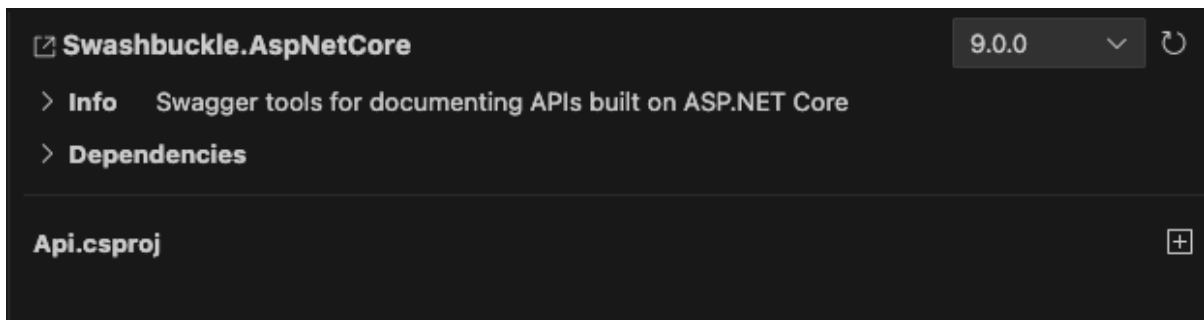 Swashbuckle.AspNetCore 9.0.0
Info Swagger tools for documenting APIs built on ASP.NET Core
Dependencies
Api.csproj